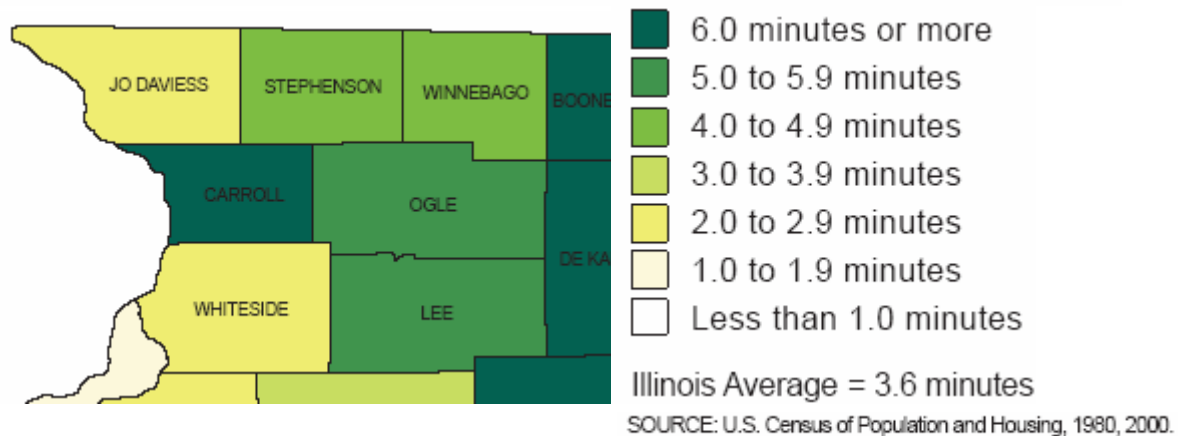 JO DAVIESS
STEPHENSON
WINNEBAGO
BOONE
CARROLL
OGLE
DE KA
WHITESIDE
LEE
6.0 minutes or more
5.0 to 5.9 minutes
4.0 to 4.9 minutes
3.0 to 3.9 minutes
2.0 to 2.9 minutes
1.0 to 1.9 minutes
Less than 1.0 minutes
Illinois Average = 3.6 minutes
SOURCE: U.S. Census of Population and Housing, 1980, 2000.